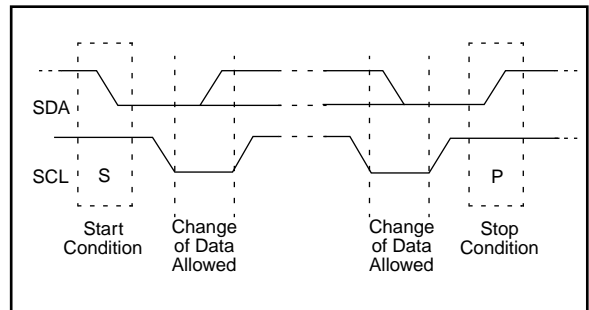 SDA
SCL
S
P
Start
Condition
Change
of Data
Allowed
Change
of Data
Allowed
Stop
Condition